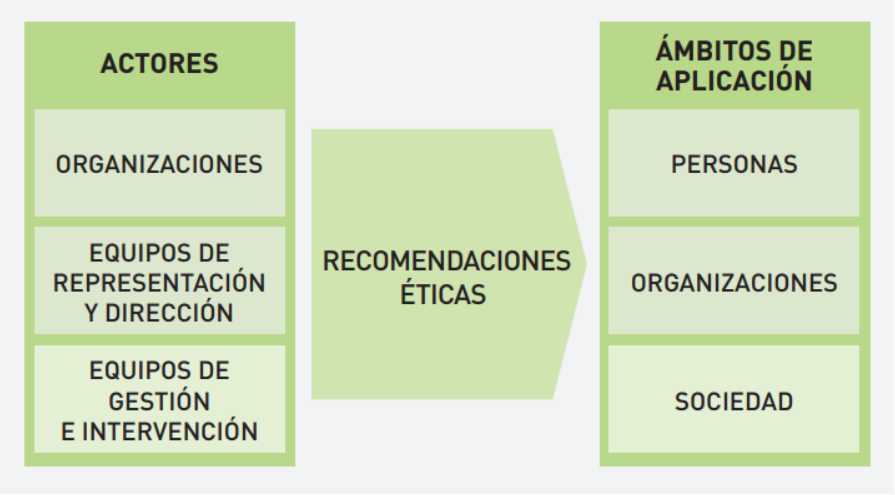 ACTORES
ORGANIZACIONES
EQUIPOS DE
REPRESENTACIÓN
Y DIRECCIÓN
EQUIPOS DE
GESTIÓN
E INTERVENCIÓN
RECOMENDACIONES
ÉTICAS
ÁMBITOS DE
APLICACIÓN
PERSONAS
ORGANIZACIONES
SOCIEDAD